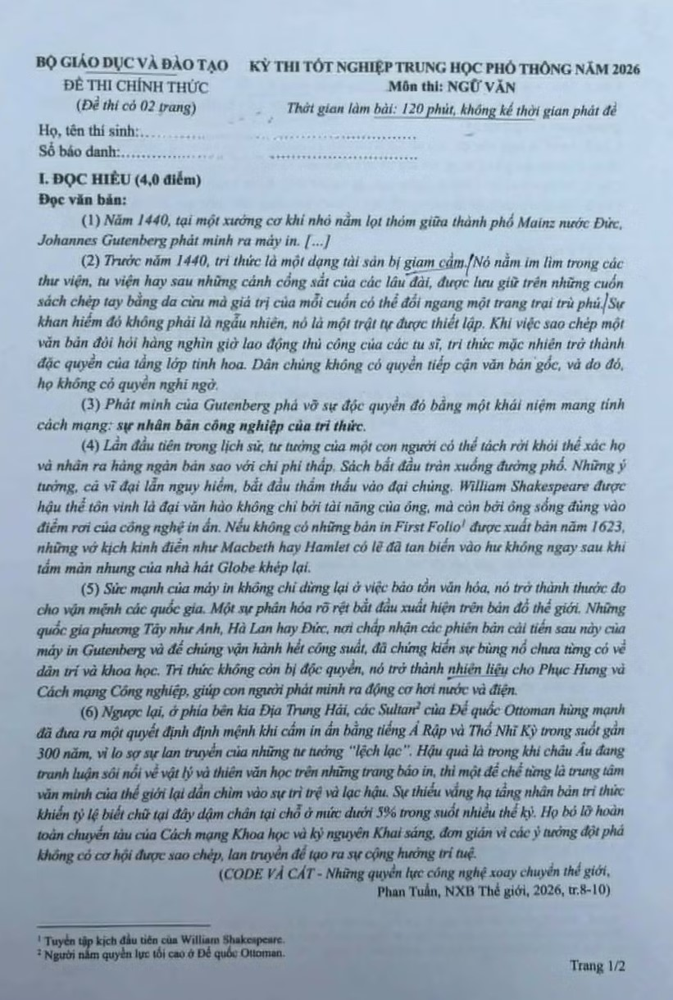 BỘ GIÁO DỤC VÀ ĐÀO TẠO
KỲ THI TỐT NGHIỆP TRUNG HỌC PHỔ THÔNG NĂM 2026
ĐỀ THI CHÍNH THỨC
Môn thi: NGỮ VĂN
(Đề thi có 02 trang)
Thời gian làm bài: 120 phút, không kể thời gian phát đề
Họ, tên thí sinh:
Số báo danh:
I. ĐỌC HIỂU (4,0 điểm)
Đọc văn bản:
(1) Năm 1440, tại một xưởng cơ khí nhỏ nằm lọt thỏm giữa thành phố Mainz nước Đức,
Johannes Gutenberg phát minh ra máy in. [...]
(2) Trước năm 1440, tri thức là một dạng tài sản bị giam cầm. Nó nằm im lìm trong các
thư viện, tu viện hay sau những cánh cổng sắt của các lâu đài, được lưu giữ trên những cuốn
sách chép tay bằng da cừu mà giá trị của mỗi cuốn có thể đổi ngang một trang trại trù phú. Sự
khan hiếm đó không phải là ngẫu nhiên, nó là một trật tự được thiết lập. Khi việc sao chép một
văn bản đòi hỏi hàng nghìn giờ lao động thủ công của các tu sĩ, tri thức mặc nhiên trở thành
đặc quyền của tầng lớp tinh hoa. Dân chúng không có quyền tiếp cận văn bản gốc, và do đó,
họ không có quyền nghi ngờ.
(3) Phát minh của Gutenberg phá vỡ sự độc quyền đó bằng một khái niệm mang tính
cách mạng: sự nhân bản công nghiệp của tri thức.
(4) Lần đầu tiên trong lịch sử, tư tưởng của một con người có thể tách rời khỏi thể xác họ
và nhân ra hàng ngàn bản sao với chi phí thấp. Sách bắt đầu tràn xuống đường phố. Những ý
tưởng, cả vĩ đại lẫn nguy hiểm, bắt đầu thẩm thấu vào đại chúng. William Shakespeare được
hậu thế tôn vinh là đại văn hào không chỉ bởi tài năng của ông, mà còn bởi ông sống đúng vào
điểm rơi của công nghệ in ấn. Nếu không có những bản in First Folio¹ được xuất bản năm 1623,
những vở kịch kinh điển như Macbeth hay Hamlet có lẽ đã tan biến vào hư không ngay sau khi
tấm màn nhung của nhà hát Globe khép lại.
(5) Sức mạnh của máy in không chỉ dừng lại ở việc bảo tồn văn hóa, nó trở thành thước đo
cho vận mệnh các quốc gia. Một sự phân hóa rõ rệt bắt đầu xuất hiện trên bản đồ thế giới. Những
quốc gia phương Tây như Anh, Hà Lan hay Đức, nơi chấp nhận các phiên bản cải tiến sau này của
máy in Gutenberg và để chúng vận hành hết công suất, đã chứng kiến sự bùng nổ chưa từng có về
dân trí và khoa học. Tri thức không còn bị độc quyền, nó trở thành nhiên liệu cho Phục Hưng và
Cách mạng Công nghiệp, giúp con người phát minh ra động cơ hơi nước và điện.
(6) Ngược lại, ở phía bên kia Địa Trung Hải, các Sultan² của Đế quốc Ottoman hùng mạnh
đã đưa ra một quyết định định mệnh khi cấm in ấn bằng tiếng Ả Rập và Thổ Nhĩ Kỳ trong suốt gần
300 năm, vì lo sợ sự lan truyền của những tư tưởng "lệch lạc". Hậu quả là trong khi châu Âu đang
tranh luận sôi nổi về vật lý và thiên văn học trên những trang báo in, thì một đế chế từng là trung tâm
văn minh của thế giới lại dần chìm vào sự trì trệ và lạc hậu. Sự thiếu vắng hạ tầng nhân bản tri thức
khiến tỷ lệ biết chữ tại đây dậm chân tại chỗ ở mức dưới 5% trong suốt nhiều thế kỷ. Họ bỏ lỡ hoàn
toàn chuyến tàu của Cách mạng Khoa học và kỷ nguyên Khai sáng, đơn giản vì các ý tưởng đột phá
không có cơ hội được sao chép, lan truyền để tạo ra sự cộng hưởng trí tuệ.
(CODE VÀ CÁT - Những quyền lực công nghệ xoay chuyển thế giới,
Phan Tuấn, NXB Thế giới, 2026, tr.8-10)
¹ Tuyển tập kịch đầu tiên của William Shakespeare.
² Người nắm quyền lực tối cao ở Đế quốc Ottoman.
Trang 1/2